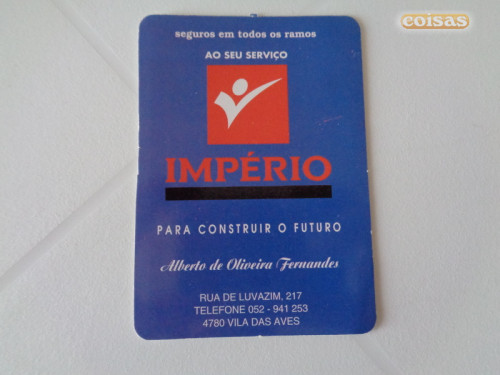 coisas
seguros em todos os ramos
AO SEU SERVIÇO
IMPÉRIO
PARA CONSTRUIR O FUTURO
Alberto de Oliveira Fernandes
RUA DE LUVAZIM, 217
TELEFONE 052 - 941 253
4780 VILA DAS AVES